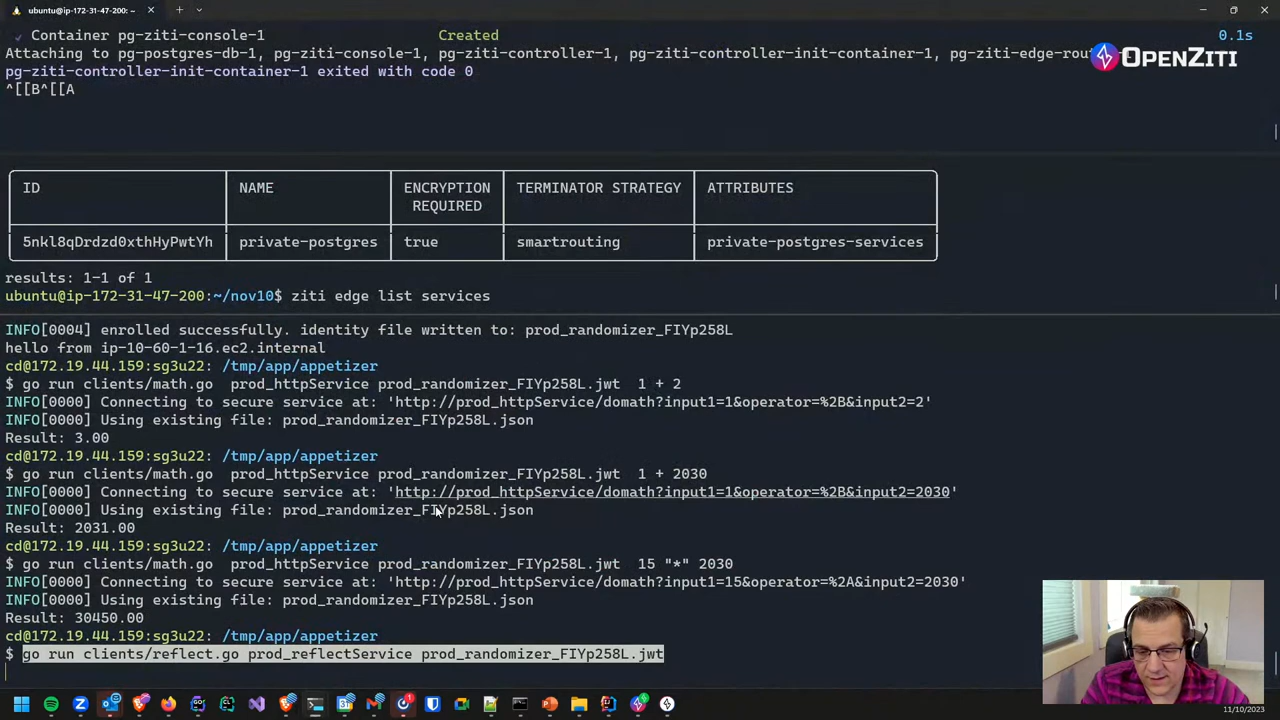 ubuntu@ip-172-31-47-200: ~
✓ Container pg-ziti-console-1 Created 0.1s
Attaching to pg-postgres-db-1, pg-ziti-console-1, pg-ziti-controller-1, pg-ziti-controller-init-container-1, pg-ziti-edge-rou
OPENZITI
pg-ziti-controller-init-container-1 exited with code 0
^[[B^[[A
ID NAME ENCRYPTION TERMINATOR STRATEGY ATTRIBUTES
REQUIRED
5nkl8qDrdzd0xthHyPwtYh private-postgres true smartrouting private-postgres-services
results: 1-1 of 1
ubuntu@ip-172-31-47-200:~/nov10$ ziti edge list services
INFO[0004] enrolled successfully. identity file written to: prod_randomizer_FIYp258L
hello from ip-10-60-1-16.ec2.internal
cd@172.19.44.159:sg3u22: /tmp/app/appetizer
$ go run clients/math.go prod_httpService prod_randomizer_FIYp258L.jwt 1 + 2
INFO[0000] Connecting to secure service at: 'http://prod_httpService/domath?input1=1&operator=%2B&input2=2'
INFO[0000] Using existing file: prod_randomizer_FIYp258L.json
Result: 3.00
cd@172.19.44.159:sg3u22: /tmp/app/appetizer
$ go run clients/math.go prod_httpService prod_randomizer_FIYp258L.jwt 1 + 2030
INFO[0000] Connecting to secure service at: 'http://prod_httpService/domath?input1=1&operator=%2B&input2=2030'
INFO[0000] Using existing file: prod_randomizer_FIYp258L.json
Result: 2031.00
cd@172.19.44.159:sg3u22: /tmp/app/appetizer
$ go run clients/math.go prod_httpService prod_randomizer_FIYp258L.jwt 15 "*" 2030
INFO[0000] Connecting to secure service at: 'http://prod_httpService/domath?input1=15&operator=%2A&input2=2030'
INFO[0000] Using existing file: prod_randomizer_FIYp258L.json
Result: 30450.00
cd@172.19.44.159:sg3u22: /tmp/app/appetizer
$ go run clients/reflect.go prod_reflectService prod_randomizer_FIYp258L.jwt
11/10/2023